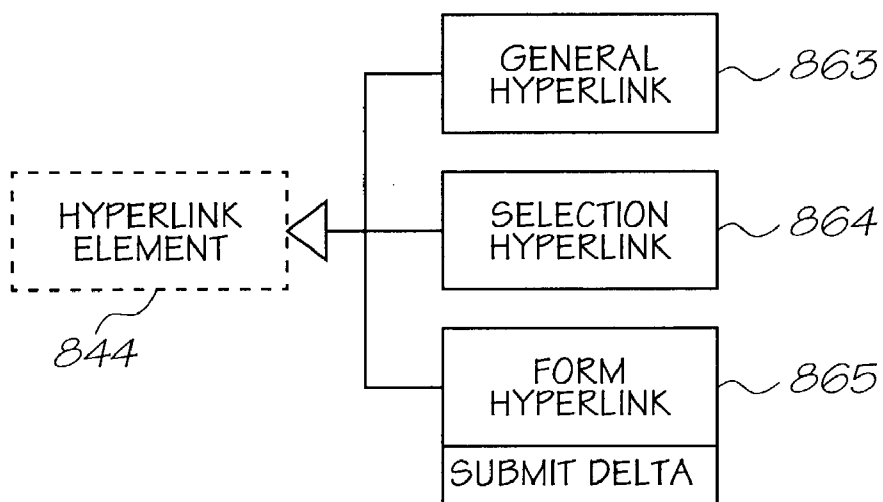 GENERAL
HYPERLINK
863
HYPERLINK
ELEMENT
844
SELECTION
HYPERLINK
864
FORM
HYPERLINK
865
SUBMIT DELTA